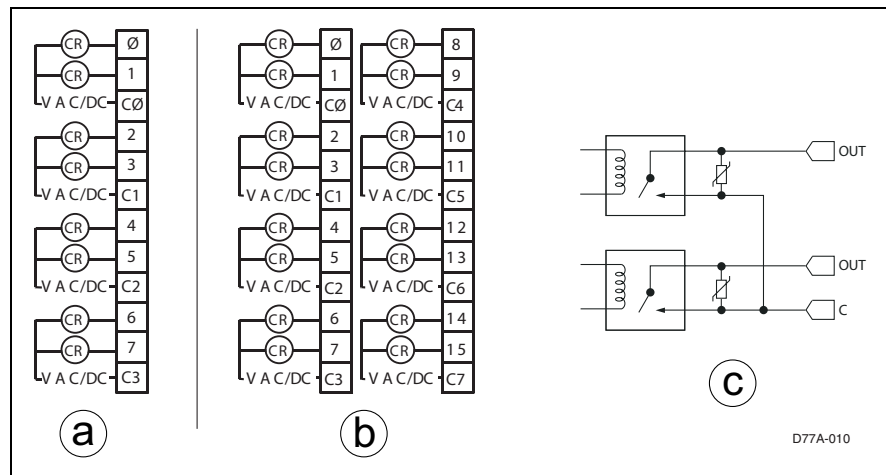 CR Ø
CR 1
V A C/DC CØ
CR 2
CR 3
V A C/DC C1
CR 4
CR 5
V A C/DC C2
CR 6
CR 7
V A C/DC C3
a
CR Ø CR 8
CR 1 CR 9
V A C/DC CØ V A C/DC C4
CR 2 CR 10
CR 3 CR 11
V A C/DC C1 V A C/DC C5
CR 4 CR 12
CR 5 CR 13
V A C/DC C2 V A C/DC C6
CR 6 CR 14
CR 7 CR 15
V A C/DC C3 V A C/DC C7
b
OUT
OUT
C
c
D77A-010